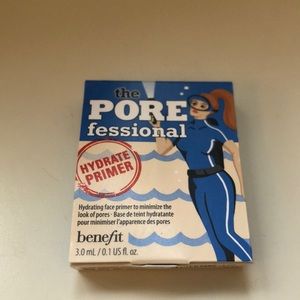 the
PORE
fessional
HYDRATE
PRIMER
Hydrating face primer to minimize the
look of pores · Base de teint hydratante
pour minimiser l'apparence des pores
benefit
3.0 mL / 0.1 US fl. oz.